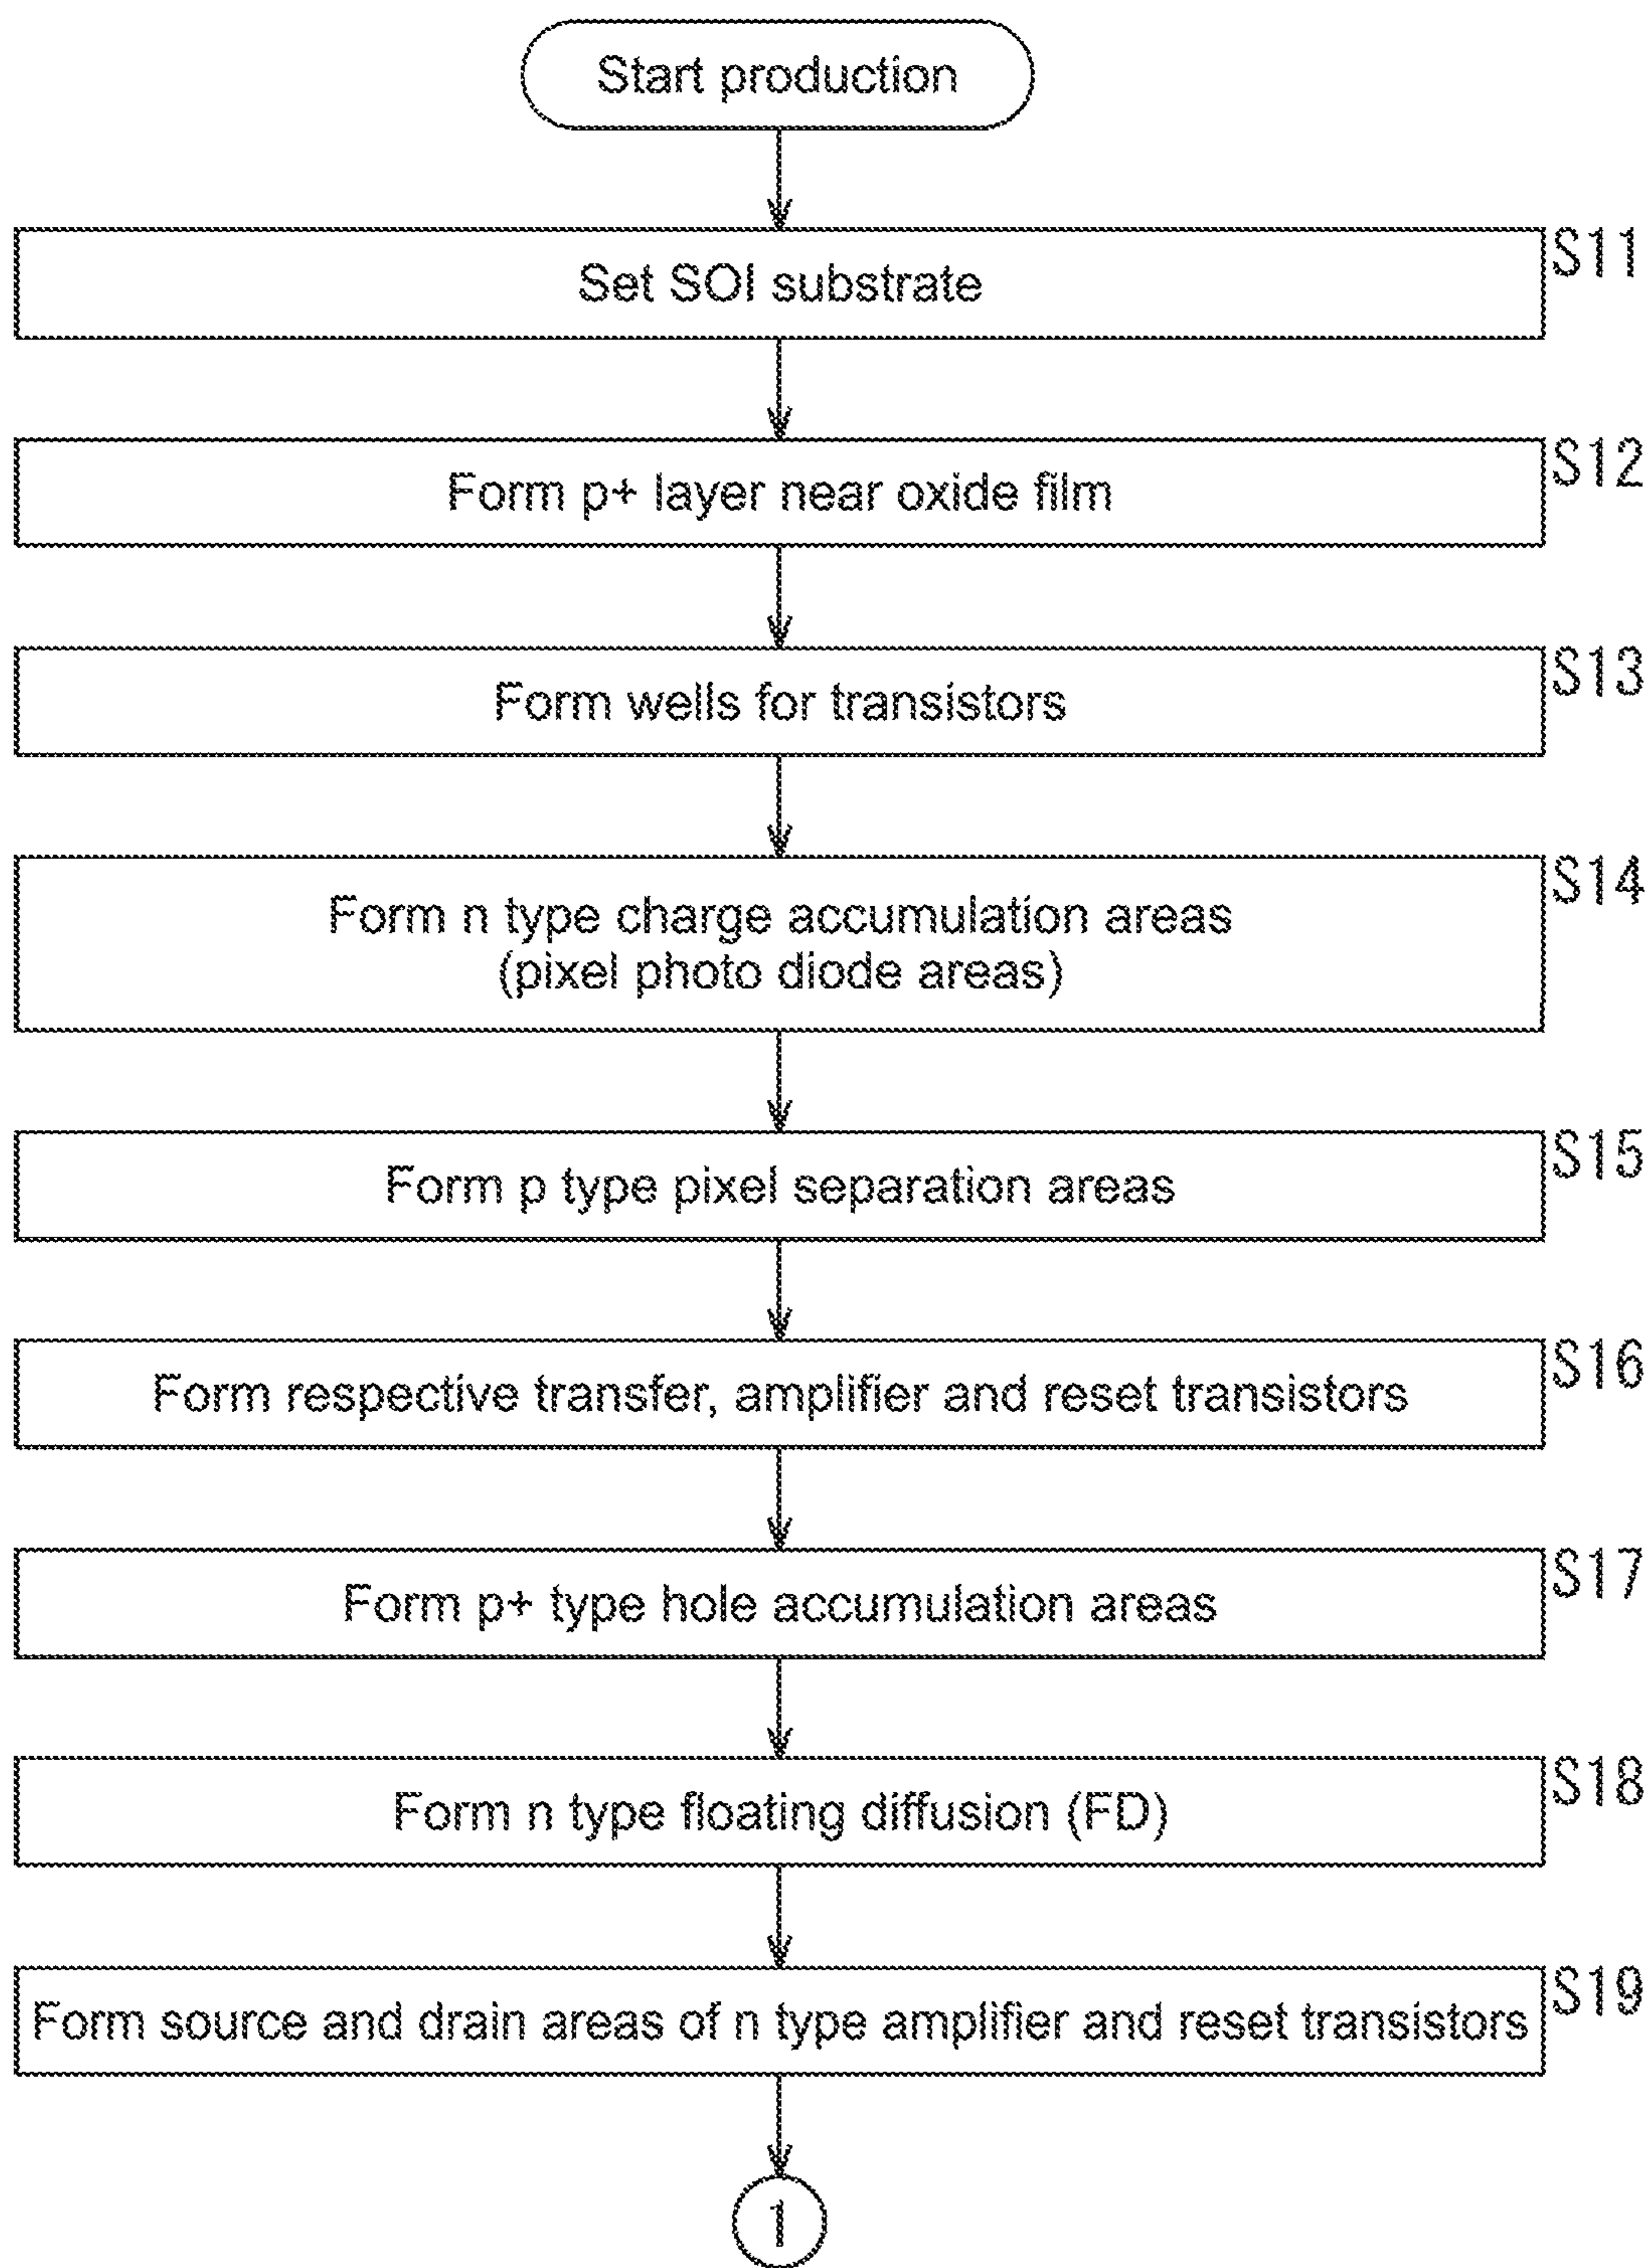 Start production
S11
Set SOI substrate
S12
Form p+ layer near oxide film
S13
Form wells for transistors
S14
Form n type charge accumulation areas
(pixel photo diode areas)
S15
Form p type pixel separation areas
S16
Form respective transfer, amplifier and reset transistors
S17
Form p+ type hole accumulation areas
S18
Form n type floating diffusion (FD)
S19
Form source and drain areas of n type amplifier and reset transistors
1